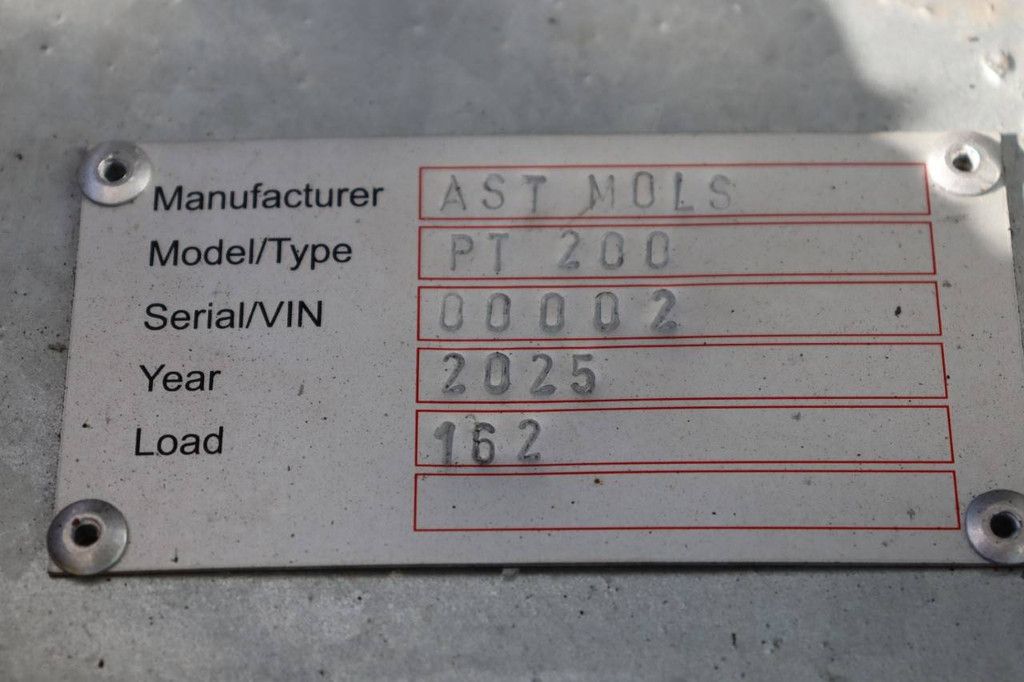 Manufacturer AST MOLS
Model/Type PT 200
Serial/VIN 00002
Year 2025
Load 162